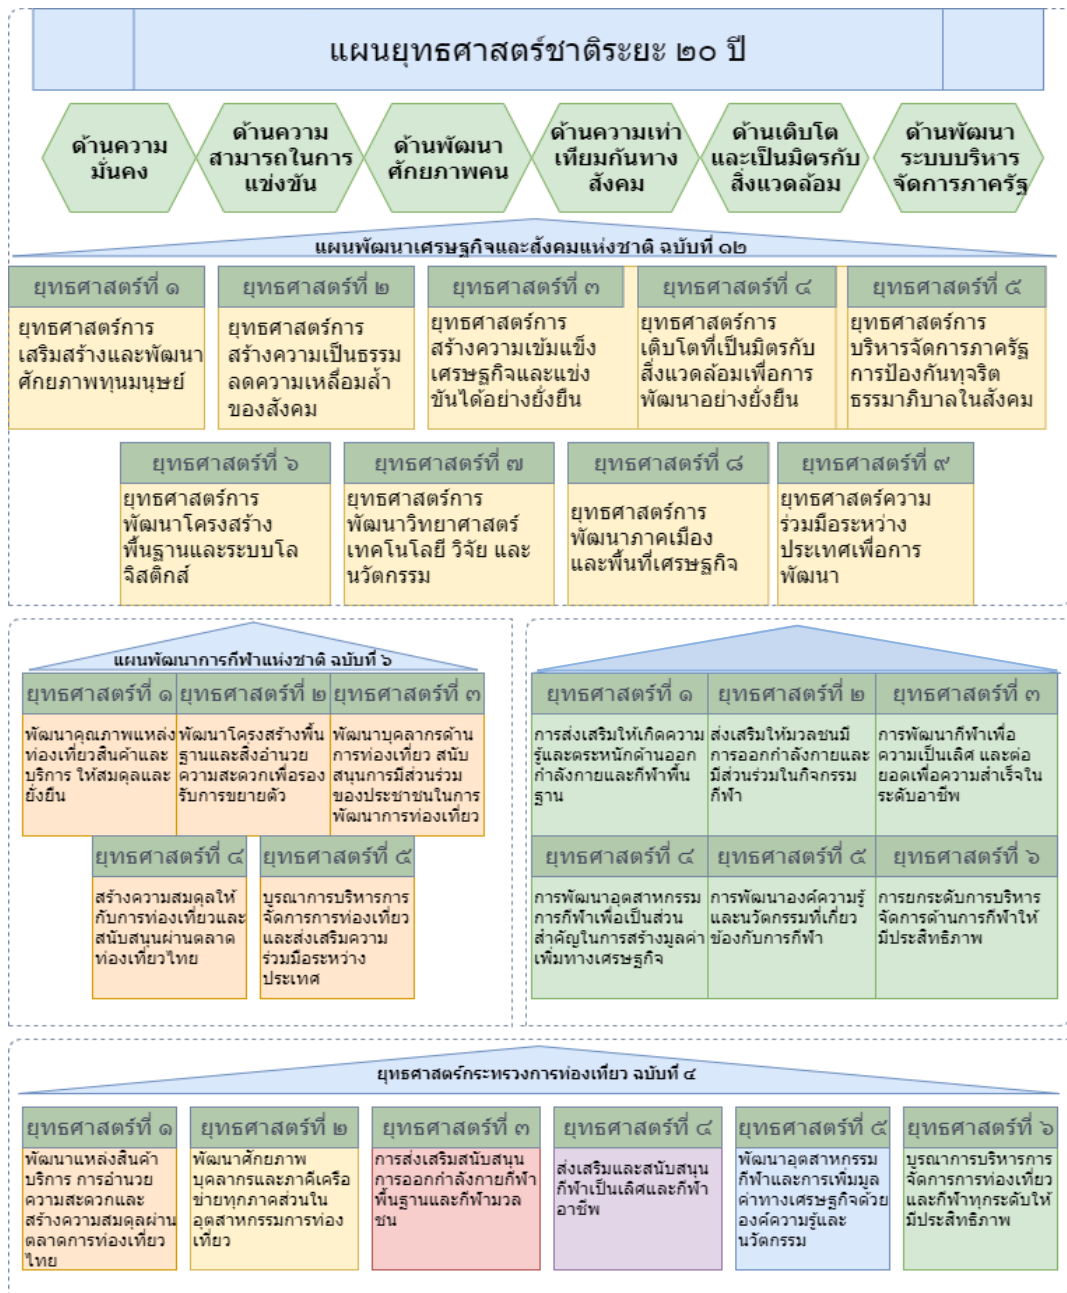 แผนยุทธศาสตร์ชาติระยะ ๒๐ ปี
ด้านความ
มั่นคง
ด้านความ
สามารถในการ
แข่งขัน
ด้านพัฒนา
ศักยภาพคน
ด้านความเท่า
เทียมกันทาง
สังคม
ด้านเติบโต
และเป็นมิตรกับ
สิ่งแวดล้อม
ด้านพัฒนา
ระบบบริหาร
จัดการภาครัฐ
แผนพัฒนาเศรษฐกิจและสังคมแห่งชาติ ฉบับที่ ๑๒
ยุทธศาสตร์ที่ ๑
ยุทธศาสตร์การ
เสริมสร้างและพัฒนา
ศักยภาพทุนมนุษย์
ยุทธศาสตร์ที่ ๒
ยุทธศาสตร์การ
สร้างความเป็นธรรม
ลดความเหลื่อมล้ำ
ของสังคม
ยุทธศาสตร์ที่ ๓
ยุทธศาสตร์การ
สร้างความเข้มแข็ง
เศรษฐกิจและแข่ง
ขันได้อย่างยั่งยืน
ยุทธศาสตร์ที่ ๔
ยุทธศาสตร์การ
เติบโตที่เป็นมิตรกับ
สิ่งแวดล้อมเพื่อการ
พัฒนาอย่างยั่งยืน
ยุทธศาสตร์ที่ ๕
ยุทธศาสตร์การ
บริหารจัดการภาครัฐ
การป้องกันทุจริต
ธรรมาภิบาลในสังคม
ยุทธศาสตร์ที่ ๖
ยุทธศาสตร์การ
พัฒนาโครงสร้าง
พื้นฐานและระบบโล
จิสติกส์
ยุทธศาสตร์ที่ ๗
ยุทธศาสตร์การ
พัฒนาวิทยาศาสตร์
เทคโนโลยี วิจัย และ
นวัตกรรม
ยุทธศาสตร์ที่ ๘
ยุทธศาสตร์การ
พัฒนาภาคเมือง
และพื้นที่เศรษฐกิจ
ยุทธศาสตร์ที่ ๙
ยุทธศาสตร์ความ
ร่วมมือระหว่าง
ประเทศเพื่อการ
พัฒนา
แผนพัฒนาการกีฬาแห่งชาติ ฉบับที่ ๖
ยุทธศาสตร์ที่ ๑
พัฒนาคุณภาพแหล่ง
ท่องเที่ยวสินค้าและ
บริการ ให้สมดุลและ
ยั่งยืน
ยุทธศาสตร์ที่ ๒
พัฒนาโครงสร้างพื้น
ฐานและสิ่งอำนวย
ความสะดวกเพื่อรอง
รับการขยายตัว
ยุทธศาสตร์ที่ ๓
พัฒนาบุคลากรด้าน
การท่องเที่ยว สนับ
สนุนการมีส่วนร่วม
ของประชาชนในการ
พัฒนาการท่องเที่ยว
ยุทธศาสตร์ที่ ๔
สร้างความสมดุลให้
กับการท่องเที่ยวและ
สนับสนุนผ่านตลาด
ท่องเที่ยวไทย
ยุทธศาสตร์ที่ ๕
บูรณาการบริหารการ
จัดการการท่องเที่ยว
และส่งเสริมความ
ร่วมมือระหว่าง
ประเทศ
ยุทธศาสตร์ที่ ๑
การส่งเสริมให้เกิดความ
รู้และตระหนักด้านออก
กำลังกายและกีฬาพื้น
ฐาน
ยุทธศาสตร์ที่ ๒
ส่งเสริมให้มวลชนมี
การออกกำลังกายและ
มีส่วนร่วมในกิจกรรม
กีฬา
ยุทธศาสตร์ที่ ๓
การพัฒนากีฬาเพื่อ
ความเป็นเลิศ และต่อ
ยอดเพื่อความสำเร็จใน
ระดับอาชีพ
ยุทธศาสตร์ที่ ๔
การพัฒนาอุตสาหกรรม
การกีฬาเพื่อเป็นส่วน
สำคัญในการสร้างมูลค่า
เพิ่มทางเศรษฐกิจ
ยุทธศาสตร์ที่ ๕
การพัฒนาองค์ความรู้
และนวัตกรรมที่เกี่ยว
ข้องกับการกีฬา
ยุทธศาสตร์ที่ ๖
การยกระดับการบริหาร
จัดการด้านการกีฬาให้
มีประสิทธิภาพ
ยุทธศาสตร์กระทรวงการท่องเที่ยว ฉบับที่ ๔
ยุทธศาสตร์ที่ ๑
พัฒนาแหล่งสินค้า
บริการ การอำนวย
ความสะดวกและ
สร้างความสมดุลผ่าน
ตลาดการท่องเที่ยว
ไทย
ยุทธศาสตร์ที่ ๒
พัฒนาศักยภาพ
บุคลากรและภาคีเครือ
ข่ายทุกภาคส่วนใน
อุตสาหกรรมการท่อง
เที่ยว
ยุทธศาสตร์ที่ ๓
การส่งเสริมสนับสนุน
การออกกำลังกายกีฬา
พื้นฐานและกีฬามวล
ชน
ยุทธศาสตร์ที่ ๔
ส่งเสริมและสนับสนุน
กีฬาเป็นเลิศและกีฬา
อาชีพ
ยุทธศาสตร์ที่ ๕
พัฒนาอุตสาหกรรม
กีฬาและการเพิ่มมูล
ค่าทางเศรษฐกิจด้วย
องค์ความรู้และ
นวัตกรรม
ยุทธศาสตร์ที่ ๖
บูรณาการบริหารการ
จัดการการท่องเที่ยว
และกีฬาทุกระดับให้
มีประสิทธิภาพ